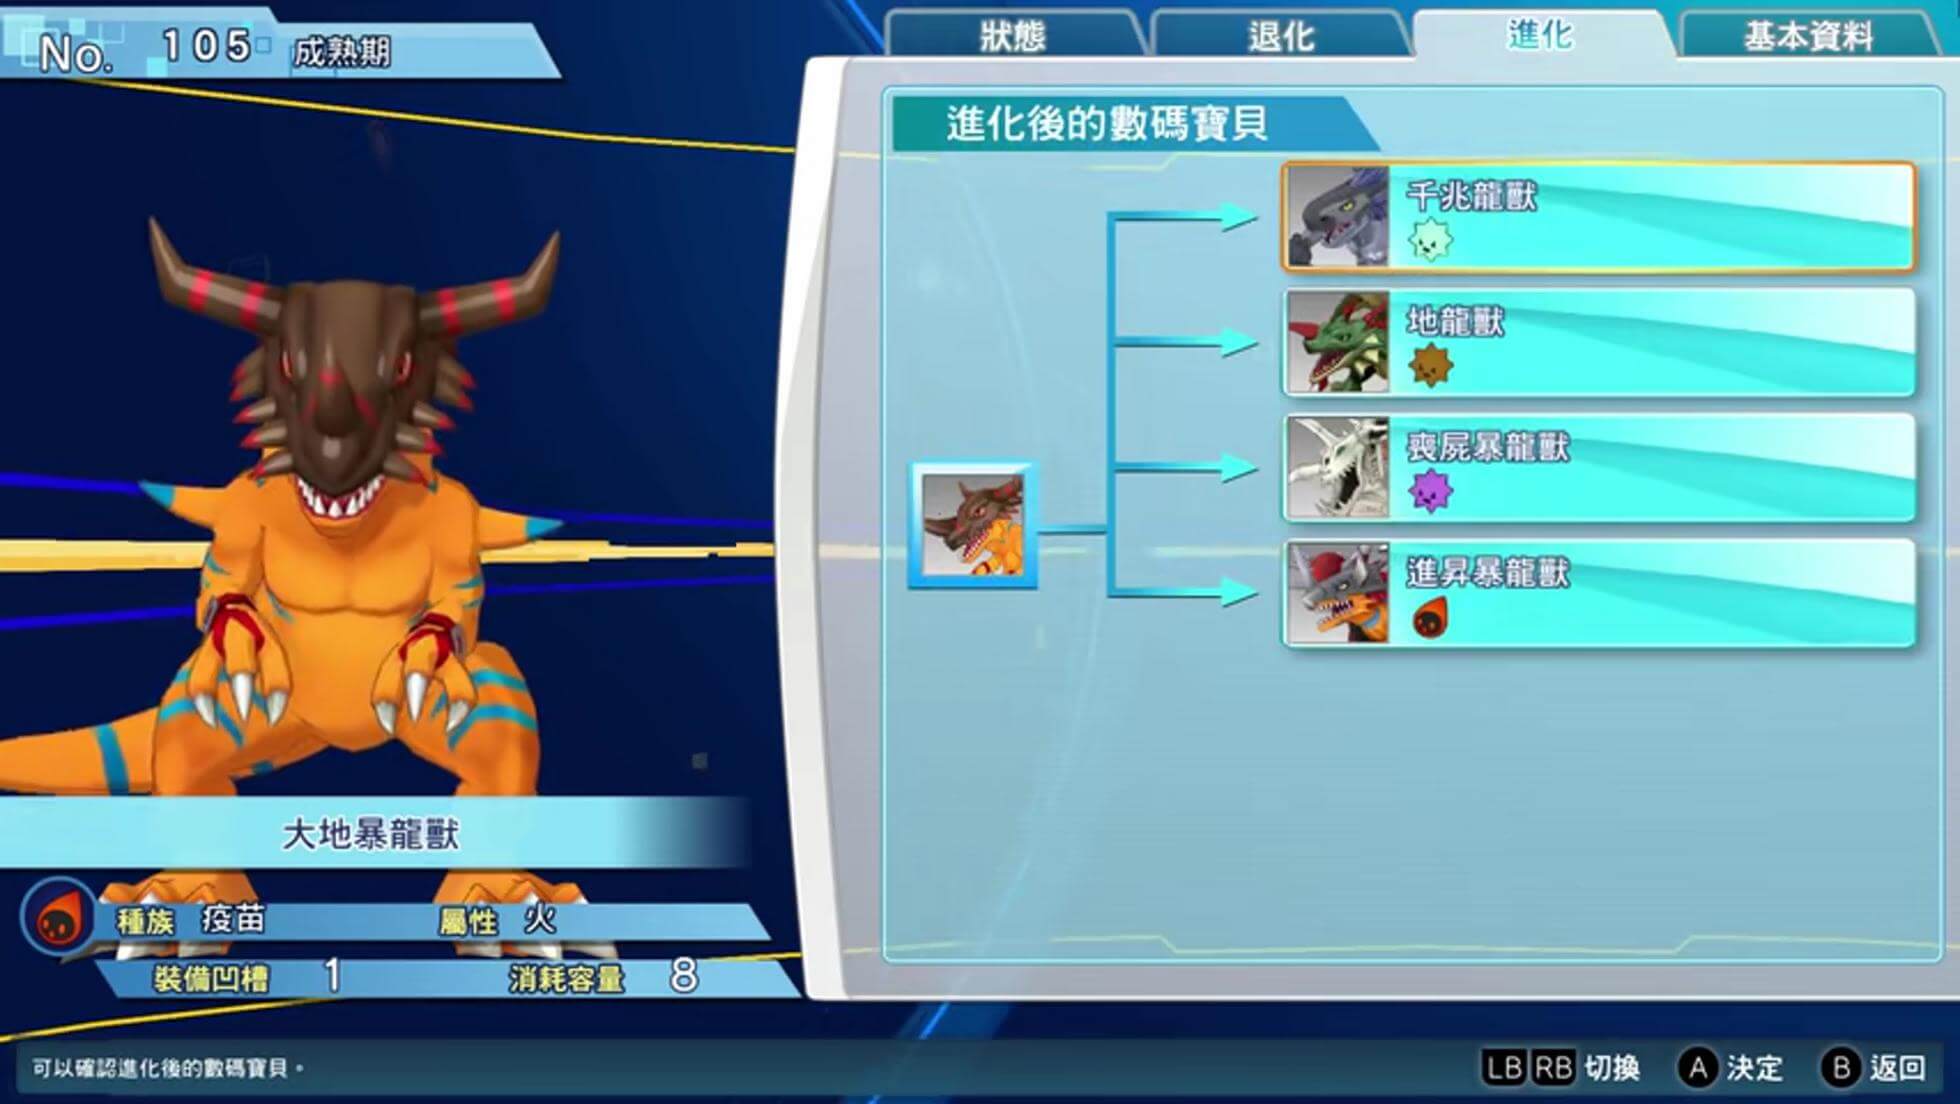 No. 105 成熟期
狀態 退化 進化 基本資料
進化後的數碼寶貝
千兆龍獸
地龍獸
喪屍暴龍獸
進昇暴龍獸
大地暴龍獸
種族 疫苗 屬性 火
裝備凹槽 1 消耗容量 8
可以確認進化後的數碼寶貝。
LB RB 切換 A 決定 B 返回